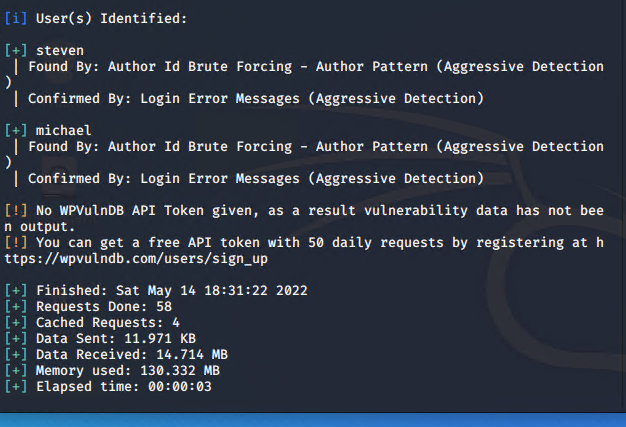 [i] User(s) Identified:
[+] steven
| Found By: Author Id Brute Forcing - Author Pattern (Aggressive Detection
)
| Confirmed By: Login Error Messages (Aggressive Detection)
[+] michael
| Found By: Author Id Brute Forcing - Author Pattern (Aggressive Detection
)
| Confirmed By: Login Error Messages (Aggressive Detection)
[!] No WPVulnDB API Token given, as a result vulnerability data has not bee
n output.
[!] You can get a free API token with 50 daily requests by registering at h
ttps://wpvulndb.com/users/sign_up
[+] Finished: Sat May 14 18:31:22 2022
[+] Requests Done: 58
[+] Cached Requests: 4
[+] Data Sent: 11.971 KB
[+] Data Received: 14.714 MB
[+] Memory used: 130.332 MB
[+] Elapsed time: 00:00:03